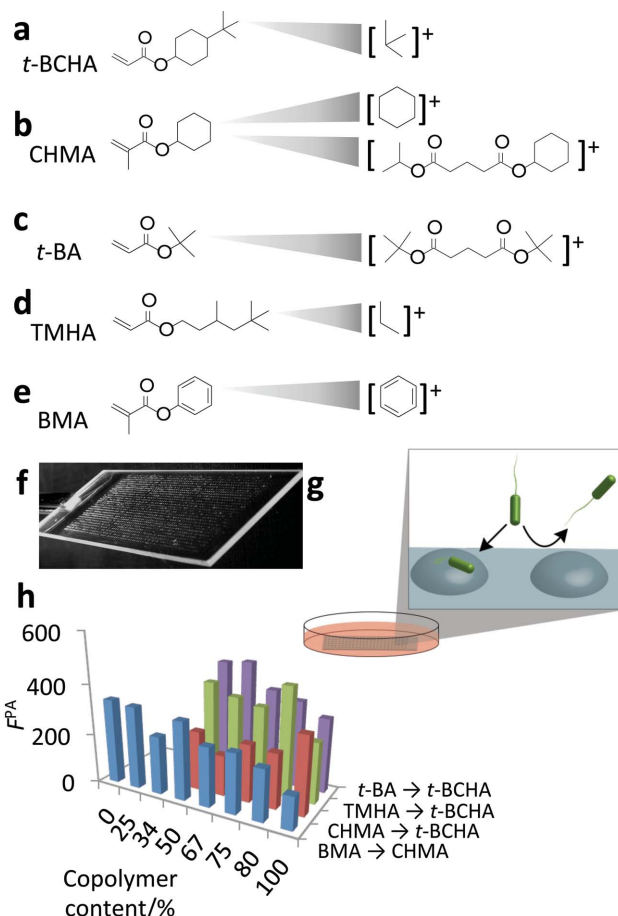 a
t-BCHA
O
O
[ ]+
b
CHMA
O
O
[ ]+
[ O O O O ]+
c
t-BA
O
O
[ O O O O ]+
d
TMHA
O
O
[ ]+
e
BMA
O
O
[ ]+
f
g
h
600
400
200
0
FPA
0
25
34
50
67
75
80
100
Copolymer
content/%
t-BA → t-BCHA
TMHA → t-BCHA
CHMA → t-BCHA
BMA → CHMA